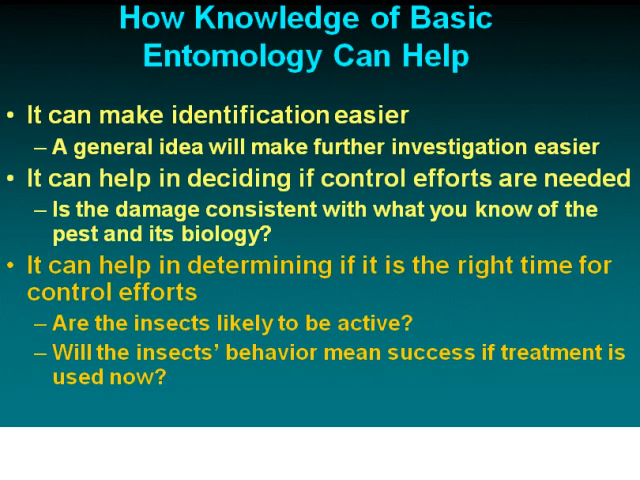 How Knowledge of Basic
Entomology Can Help
• It can make identification easier
– A general idea will make further investigation easier
• It can help in deciding if control efforts are needed
– Is the damage consistent with what you know of the
pest and its biology?
• It can help in determining if it is the right time for
control efforts
– Are the insects likely to be active?
– Will the insects’ behavior mean success if treatment is
used now?